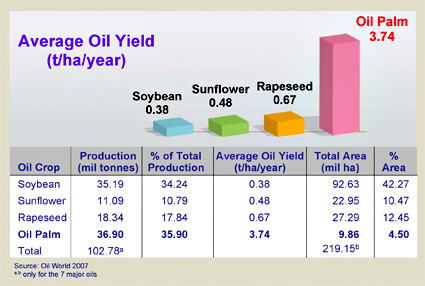 Average Oil Yield
(t/ha/year)
Oil Palm
3.74
Soybean
0.38
Sunflower
0.48
Rapeseed
0.67
Oil Crop Production (mil tonnes) % of Total Production Average Oil Yield (t/ha/year) Total Area (mil ha) % Area
Soybean 35.19 34.24 0.38 92.63 42.27
Sunflower 11.09 10.79 0.48 22.95 10.47
Rapeseed 18.34 17.84 0.67 27.29 12.45
Oil Palm 36.90 35.90 3.74 9.86 4.50
Total 102.78ᵃ 219.15ᵇ
Source: Oil World 2007
ᵃ,ᵇ only for the 7 major oils